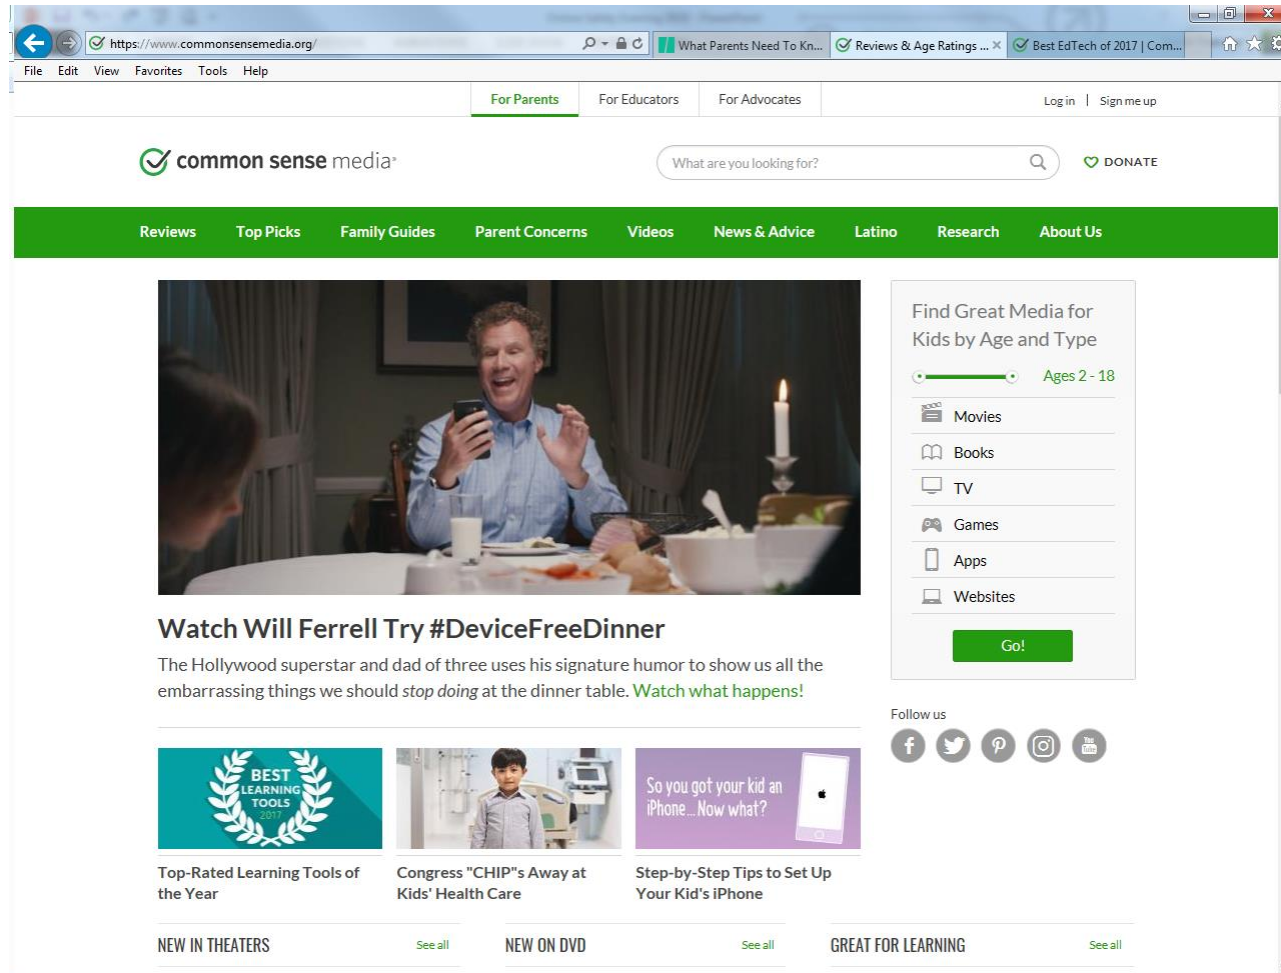 https://www.commonsensemedia.org/
What Parents Need To Kn...
Reviews & Age Ratings ...
Best EdTech of 2017 | Com...
File Edit View Favorites Tools Help
For Parents For Educators For Advocates Log in | Sign me up
common sense media
What are you looking for?
DONATE
Reviews Top Picks Family Guides Parent Concerns Videos News & Advice Latino Research About Us
Find Great Media for
Kids by Age and Type
Ages 2 - 18
Movies
Books
TV
Games
Apps
Websites
Go!
Watch Will Ferrell Try #DeviceFreeDinner
The Hollywood superstar and dad of three uses his signature humor to show us all the
embarrassing things we should stop doing at the dinner table. Watch what happens!
Follow us
You
Tube
BEST
LEARNING
TOOLS
2017
So you got your kid an
iPhone...Now what?
Top-Rated Learning Tools of
the Year
Congress "CHIP"s Away at
Kids' Health Care
Step-by-Step Tips to Set Up
Your Kid's iPhone
NEW IN THEATERS See all
NEW ON DVD See all
GREAT FOR LEARNING See all